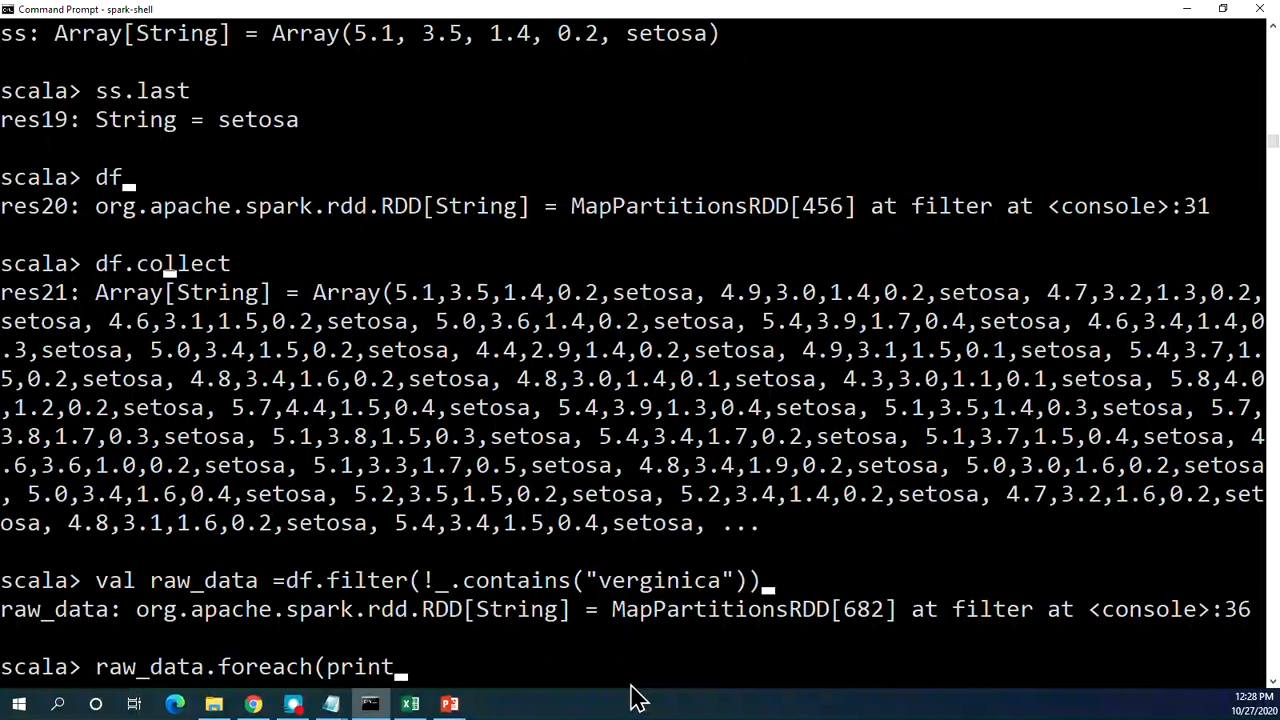 Command Prompt - spark-shell
ss: Array[String] = Array(5.1, 3.5, 1.4, 0.2, setosa)
scala> ss.last
res19: String = setosa
scala> df
res20: org.apache.spark.rdd.RDD[String] = MapPartitionsRDD[456] at filter at <console>:31
scala> df.collect
res21: Array[String] = Array(5.1,3.5,1.4,0.2,setosa, 4.9,3.0,1.4,0.2,setosa, 4.7,3.2,1.3,0.2,
setosa, 4.6,3.1,1.5,0.2,setosa, 5.0,3.6,1.4,0.2,setosa, 5.4,3.9,1.7,0.4,setosa, 4.6,3.4,1.4,0
.3,setosa, 5.0,3.4,1.5,0.2,setosa, 4.4,2.9,1.4,0.2,setosa, 4.9,3.1,1.5,0.1,setosa, 5.4,3.7,1.
5,0.2,setosa, 4.8,3.4,1.6,0.2,setosa, 4.8,3.0,1.4,0.1,setosa, 4.3,3.0,1.1,0.1,setosa, 5.8,4.0
,1.2,0.2,setosa, 5.7,4.4,1.5,0.4,setosa, 5.4,3.9,1.3,0.4,setosa, 5.1,3.5,1.4,0.3,setosa, 5.7,
3.8,1.7,0.3,setosa, 5.1,3.8,1.5,0.3,setosa, 5.4,3.4,1.7,0.2,setosa, 5.1,3.7,1.5,0.4,setosa, 4
.6,3.6,1.0,0.2,setosa, 5.1,3.3,1.7,0.5,setosa, 4.8,3.4,1.9,0.2,setosa, 5.0,3.0,1.6,0.2,setosa
, 5.0,3.4,1.6,0.4,setosa, 5.2,3.5,1.5,0.2,setosa, 5.2,3.4,1.4,0.2,setosa, 4.7,3.2,1.6,0.2,set
osa, 4.8,3.1,1.6,0.2,setosa, 5.4,3.4,1.5,0.4,setosa, ...
scala> val raw_data =df.filter(!_.contains("verginica"))
raw_data: org.apache.spark.rdd.RDD[String] = MapPartitionsRDD[682] at filter at <console>:36
scala> raw_data.foreach(print
12:28 PM
10/27/2020